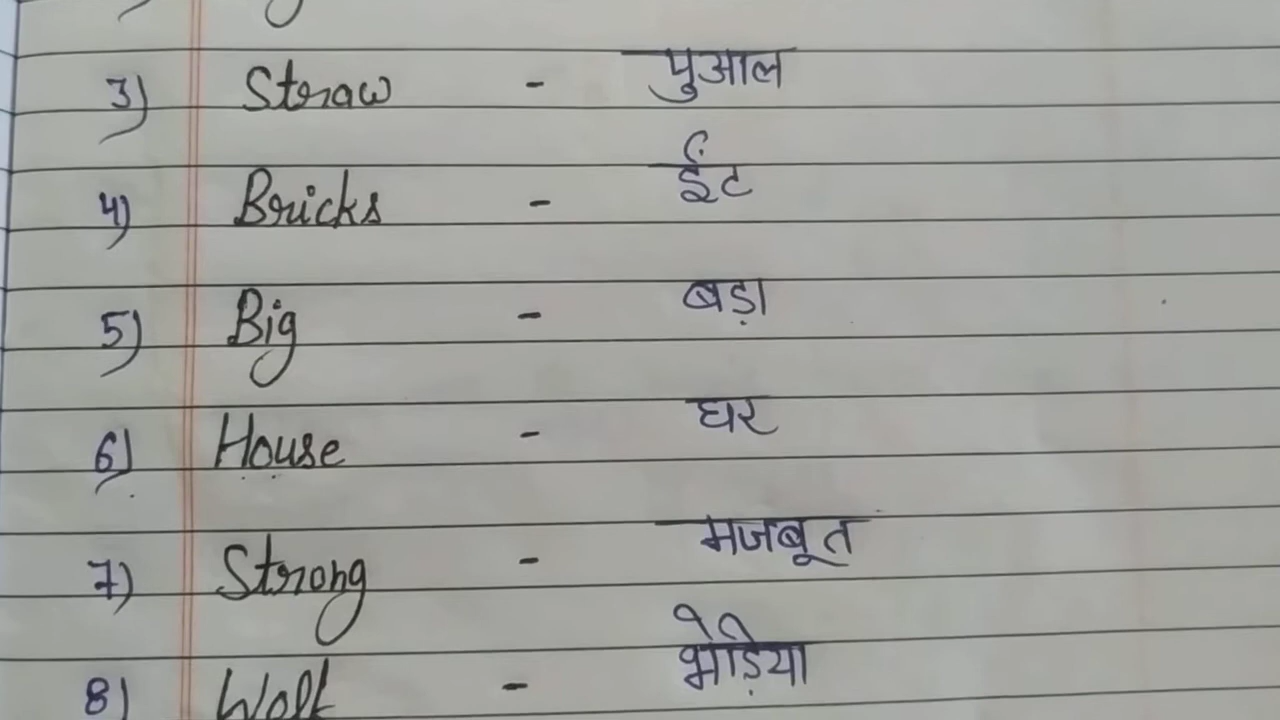 3) Straw - पुआल
4) Bricks - ईंट
5) Big - बड़ा
6) House - घर
7) Strong - मजबूत
8) Wolf - भेड़िया